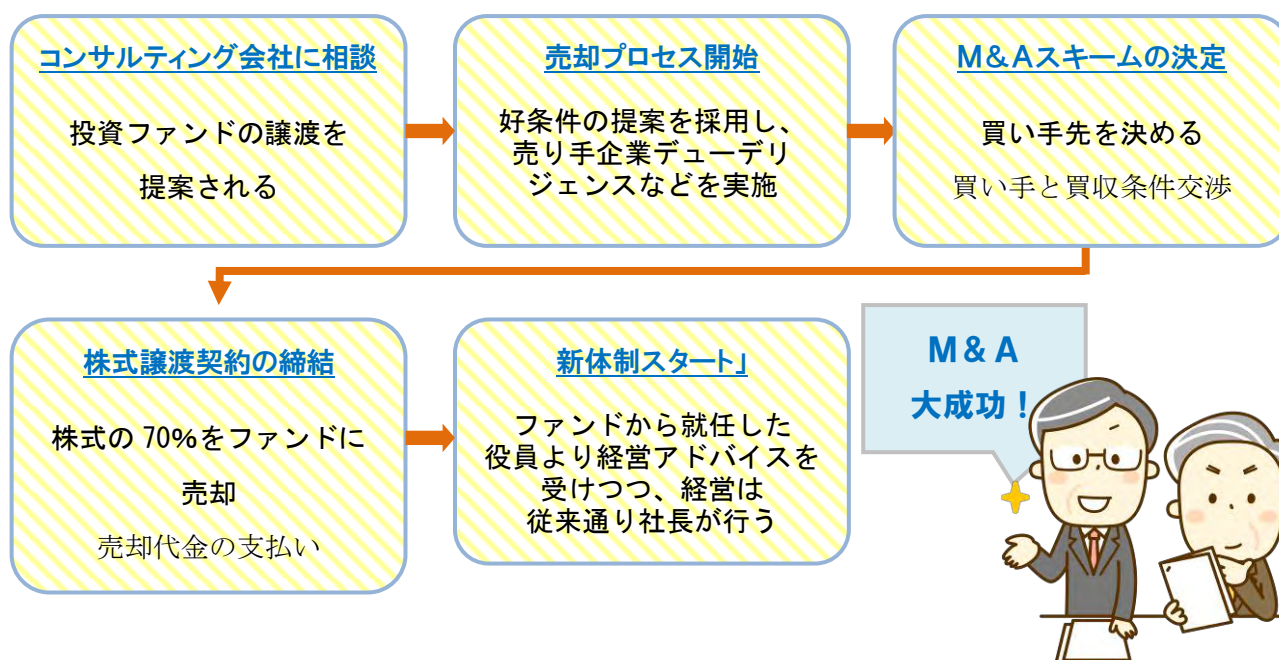 コンサルティング会社に相談
投資ファンドの譲渡を
提案される
売却プロセス開始
好条件の提案を採用し、
売り手企業デューデリ
ジェンスなどを実施
M&Aスキームの決定
買い手先を決める
買い手と買収条件交渉
株式譲渡契約の締結
株式の 70%をファンドに
売却
売却代金の支払い
新体制スタート」
ファンドから就任した
役員より経営アドバイスを
受けつつ、経営は
従来通り社長が行う
M&A
大成功！